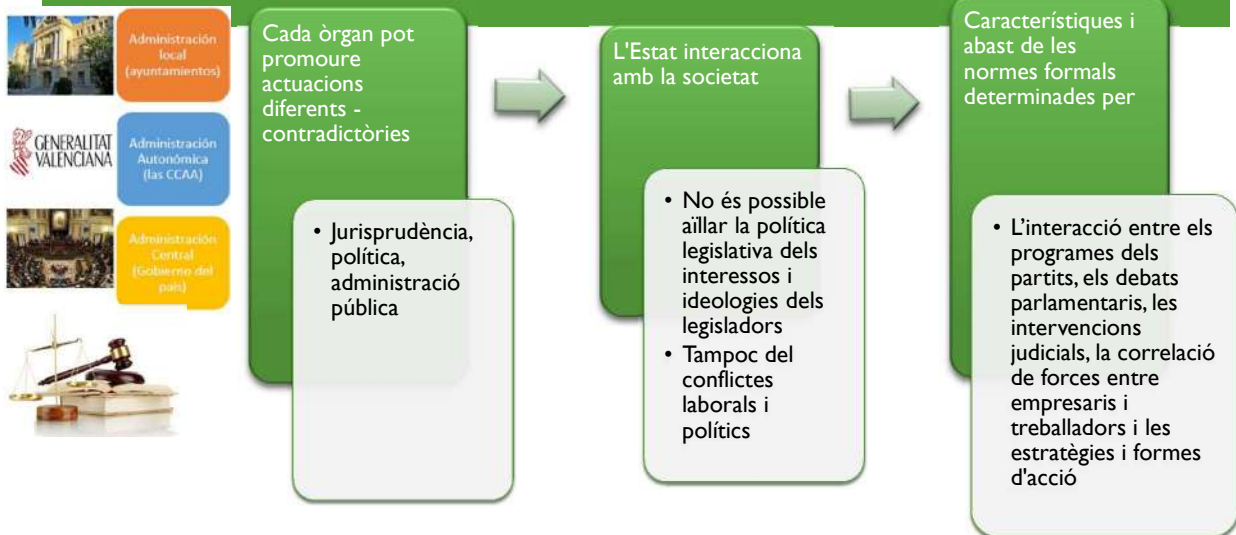 Administración
local
(ayuntamientos)
GENERALITAT
VALENCIANA
Administración
Autonómica
(las CCAA)
Administración
Central
(Gobierno del
país)
Cada òrgan pot
promoure
actuacions
diferents -
contradictòries
• Jurisprudència,
política,
administració
pública
L'Estat interacciona
amb la societat
• No és possible
aïllar la política
legislativa dels
interessos i
ideologies dels
legisladors
• Tampoc del
conflictes
laborals i
polítics
Característiques i
abast de les
normes formals
determinades per
• L’interacció entre els
programes dels
partits, els debats
parlamentaris, les
intervencions
judicials, la correlació
de forces entre
empresaris i
treballadors i les
estratègies i formes
d'acció